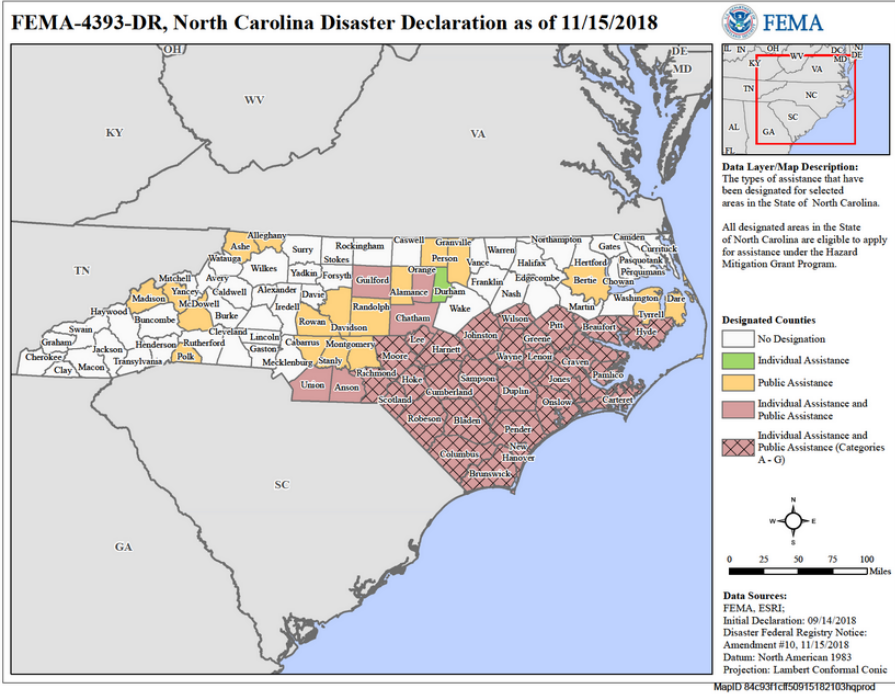 FEMA-4393-DR, North Carolina Disaster Declaration as of 11/15/2018
FEMA
OH
WV
KY
VA
DE
MD
TN
SC
GA
Alleghany
Ashe
Surry
Rockingham
Stokes
Caswell
Granville
Person
Vance
Warren
Northampton
Gates
Camden
Currituck
Pasquotank
Perquimans
Chowan
Hertford
Halifax
Bertie
Watauga
Wilkes
Yadkin
Forsyth
Guilford
Alamance
Orange
Durham
Franklin
Nash
Edgecombe
Martin
Washington
Tyrrell
Dare
Mitchell
Avery
Yancey
Madison
McDowell
Caldwell
Alexander
Davie
Iredell
Burke
Buncombe
Haywood
Swain
Graham
Cherokee
Clay
Macon
Jackson
Transylvania
Henderson
Polk
Rutherford
Cleveland
Lincoln
Gaston
Mecklenburg
Cabarrus
Rowan
Davidson
Randolph
Chatham
Wake
Wilson
Pitt
Beaufort
Hyde
Montgomery
Stanly
Moore
Lee
Harnett
Johnston
Greene
Wayne
Lenoir
Craven
Pamlico
Richmond
Union
Anson
Scotland
Hoke
Cumberland
Sampson
Duplin
Jones
Onslow
Carteret
Robeson
Bladen
Pender
New
Hanover
Columbus
Brunswick
IL
IN
OH
WV
DC
NJ
MD
DE
KY
VA
TN
NC
SC
AL
GA
FL
Data Layer/Map Description:
The types of assistance that have
been designated for selected
areas in the State of North Carolina.
All designated areas in the State
of North Carolina are eligible to apply
for assistance under the Hazard
Mitigation Grant Program.
Designated Counties
No Designation
Individual Assistance
Public Assistance
Individual Assistance and
Public Assistance
Individual Assistance and
Public Assistance (Categories
A - G)
N
W
E
S
0 25 50 75 100
Miles
Data Sources:
FEMA, ESRI;
Initial Declaration: 09/14/2018
Disaster Federal Registry Notice:
Amendment #10, 11/15/2018
Datum: North American 1983
Projection: Lambert Conformal Conic
MapID 84c93f1cff50915182103hqprod